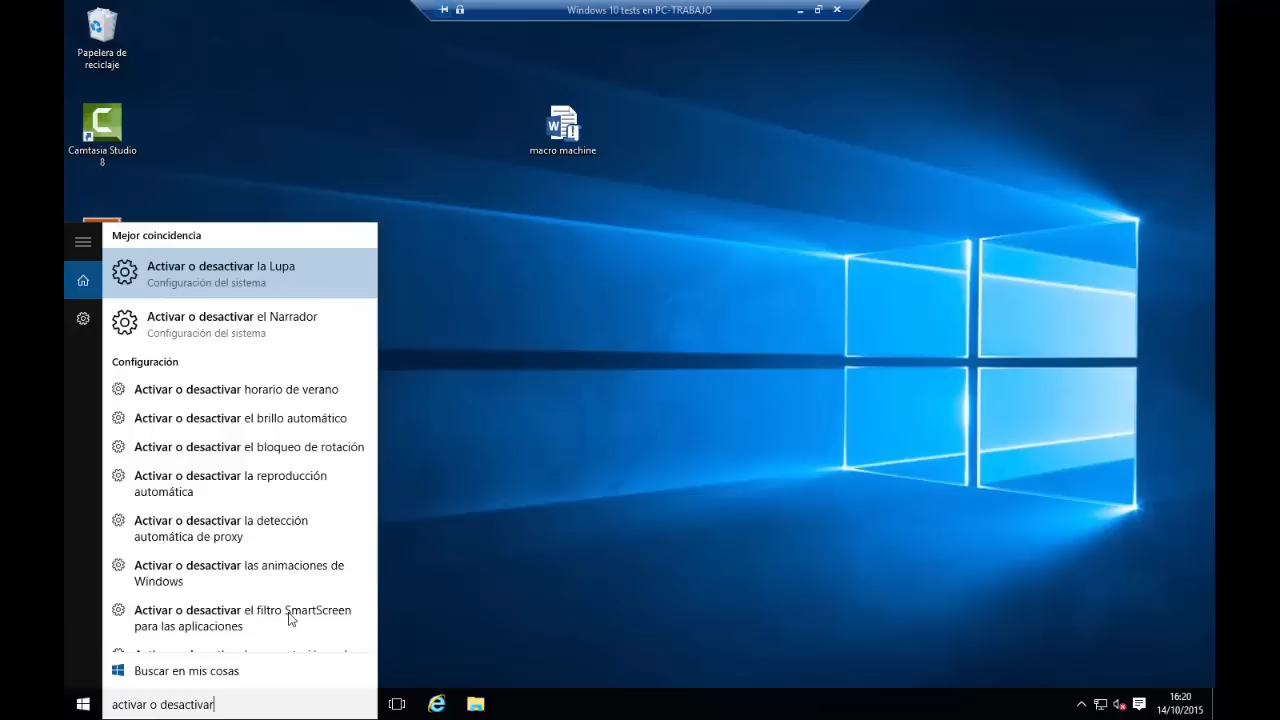 Windows 10 tests en PC-TRABAJO
Papelera de
reciclaje
Camtasia Studio
8
macro machine
Mejor coincidencia
Activar o desactivar la Lupa
Configuración del sistema
Activar o desactivar el Narrador
Configuración del sistema
Configuración
Activar o desactivar horario de verano
Activar o desactivar el brillo automático
Activar o desactivar el bloqueo de rotación
Activar o desactivar la reproducción
automática
Activar o desactivar la detección
automática de proxy
Activar o desactivar las animaciones de
Windows
Activar o desactivar el filtro SmartScreen
para las aplicaciones
Buscar en mis cosas
activar o desactivar
16:20
14/10/2015